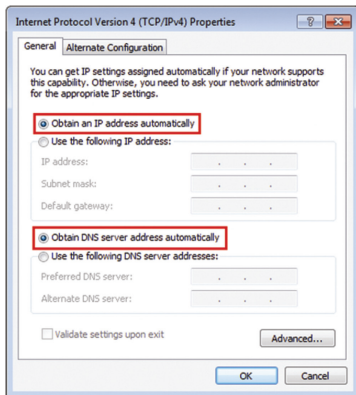 Internet Protocol Version 4 (TCP/IPv4) Properties
General
Alternate Configuration
You can get IP settings assigned automatically if your network supports
this capability. Otherwise, you need to ask your network administrator
for the appropriate IP settings.
Obtain an IP address automatically
Use the following IP address:
IP address:
Subnet mask:
Default gateway:
Obtain DNS server address automatically
Use the following DNS server addresses:
Preferred DNS server:
Alternate DNS server:
Validate settings upon exit
Advanced...
OK
Cancel